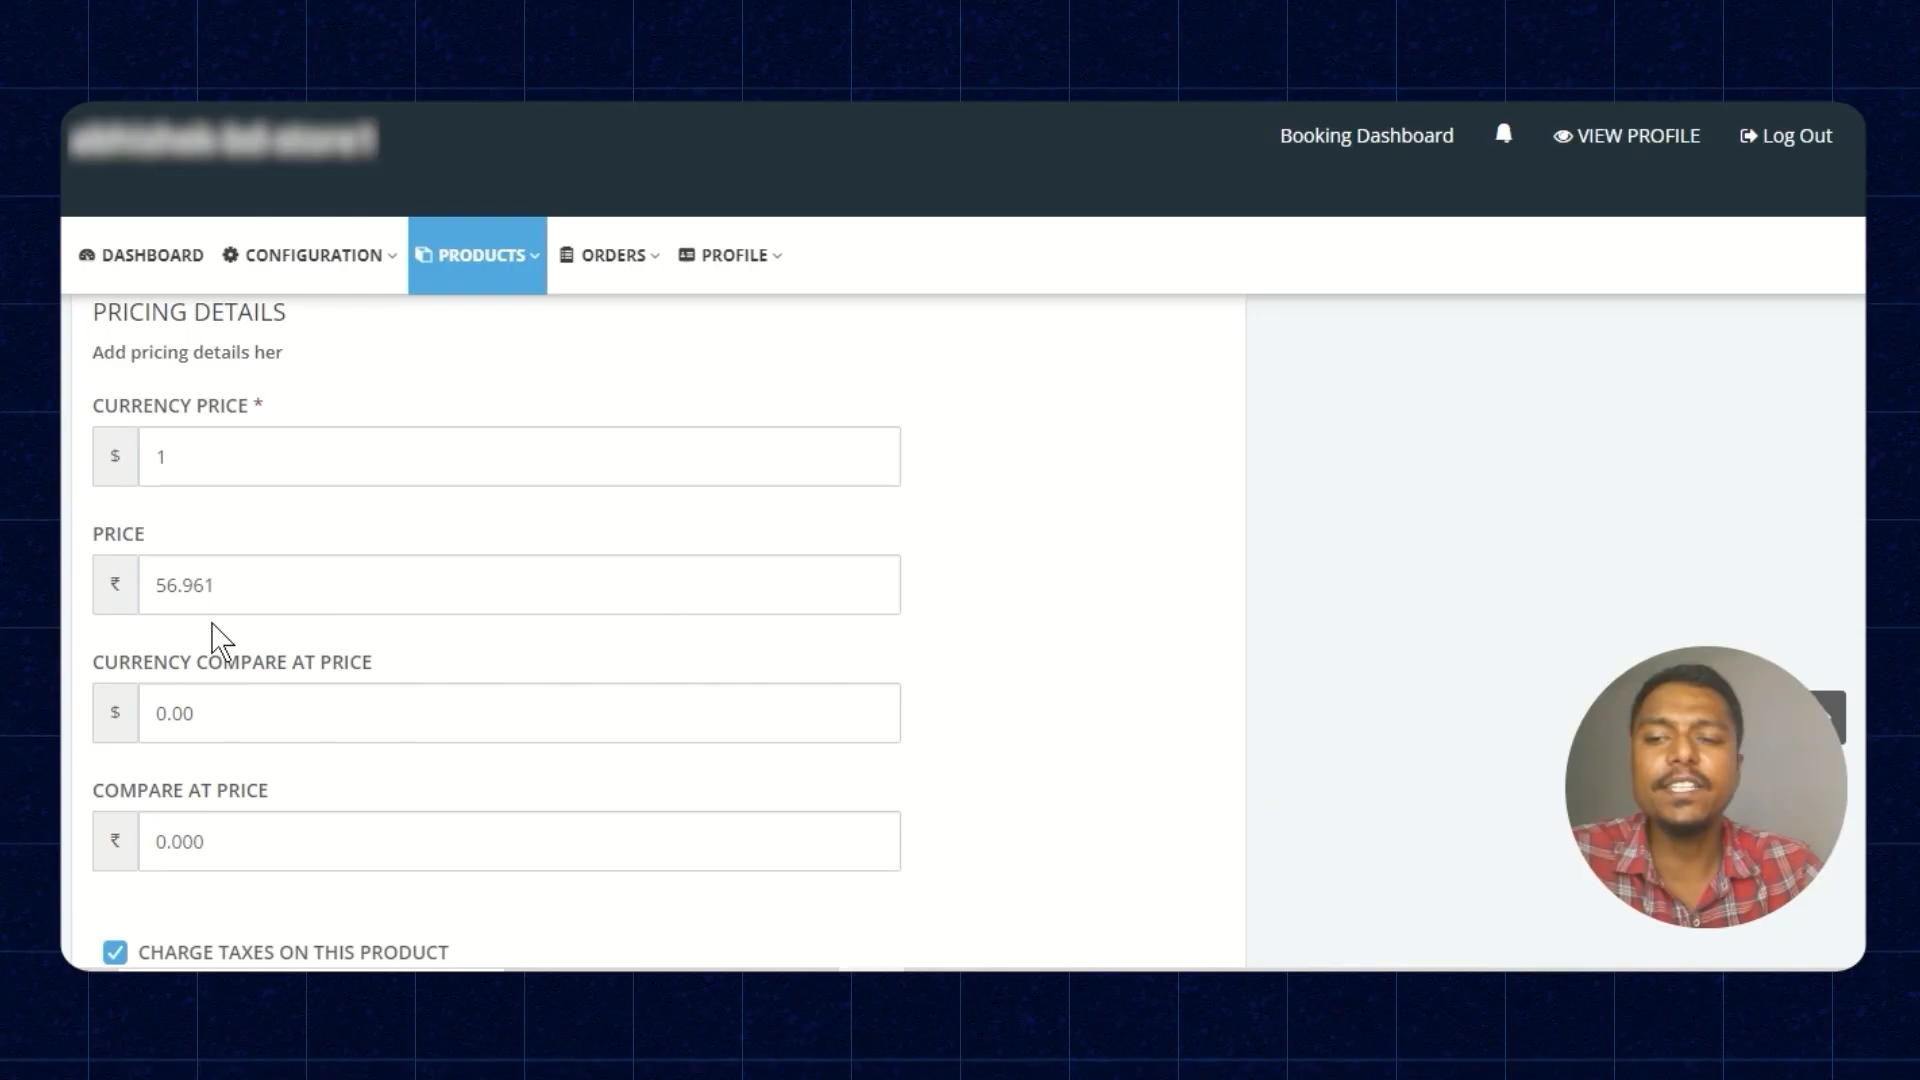 Booking Dashboard
VIEW PROFILE
Log Out
DASHBOARD
CONFIGURATION
PRODUCTS
ORDERS
PROFILE
PRICING DETAILS
Add pricing details her
CURRENCY PRICE *
$ 1
PRICE
₹ 56.961
CURRENCY COMPARE AT PRICE
$ 0.00
COMPARE AT PRICE
₹ 0.000
CHARGE TAXES ON THIS PRODUCT